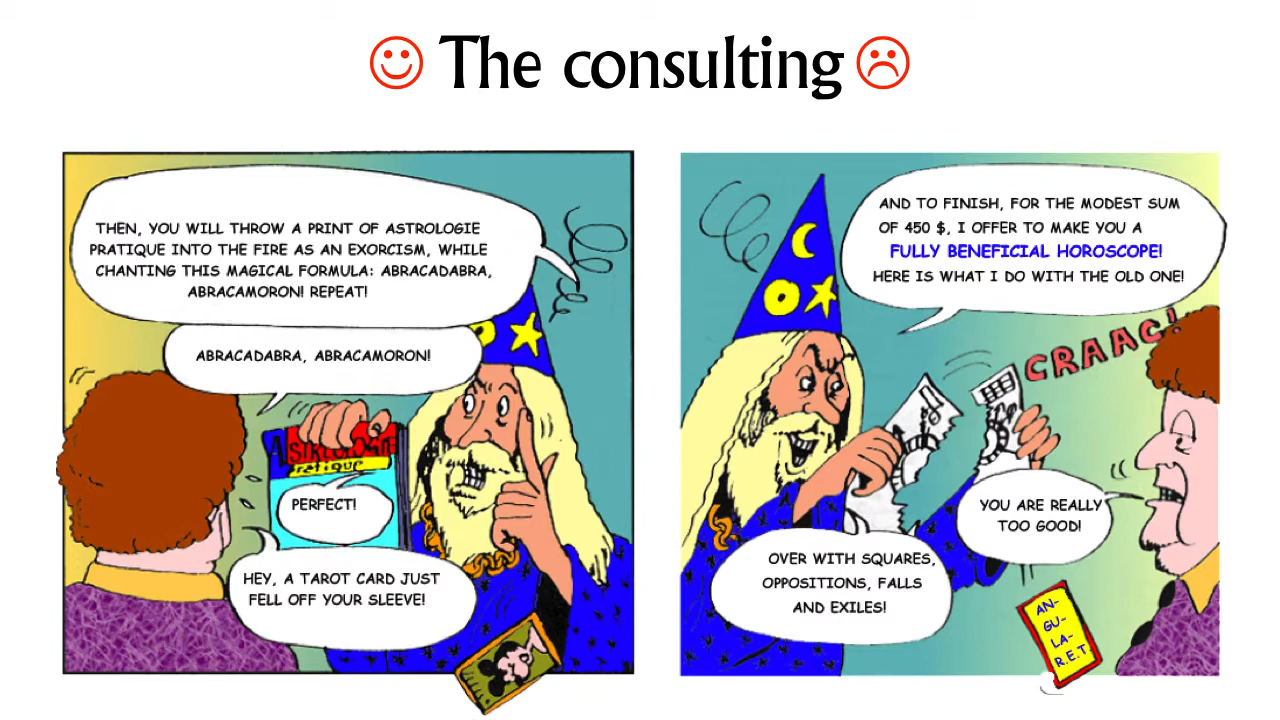 The consulting
THEN, YOU WILL THROW A PRINT OF ASTROLOGIE
PRATIQUE INTO THE FIRE AS AN EXORCISM, WHILE
CHANTING THIS MAGICAL FORMULA: ABRACADABRA,
ABRACAMORON! REPEAT!
ABRACADABRA, ABRACAMORON!
pratique
PERFECT!
HEY, A TAROT CARD JUST
FELL OFF YOUR SLEEVE!
AND TO FINISH, FOR THE MODEST SUM
OF 450 $, I OFFER TO MAKE YOU A
FULLY BENEFICIAL HOROSCOPE!
HERE IS WHAT I DO WITH THE OLD ONE!
CRAAC!
YOU ARE REALLY
TOO GOOD!
OVER WITH SQUARES,
OPPOSITIONS, FALLS
AND EXILES!
AN-
GU-
LA-
R.E.T.